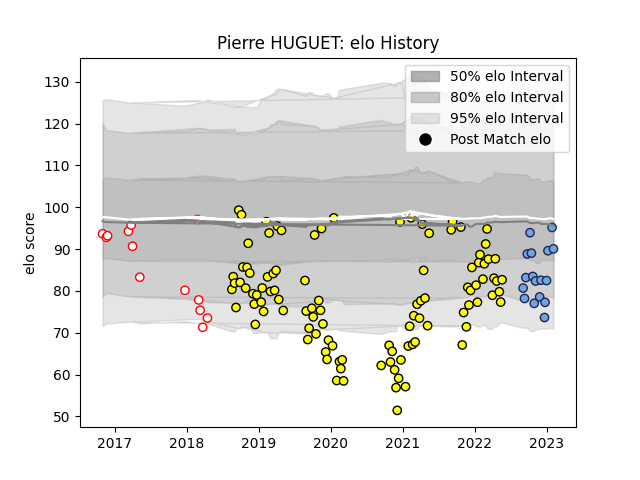 Pierre HUGUET: elo History
50% elo Interval
80% elo Interval
95% elo Interval
Post Match elo
elo score
130
120
110
100
90
80
70
60
50
2017
2018
2019
2020
2021
2022
2023